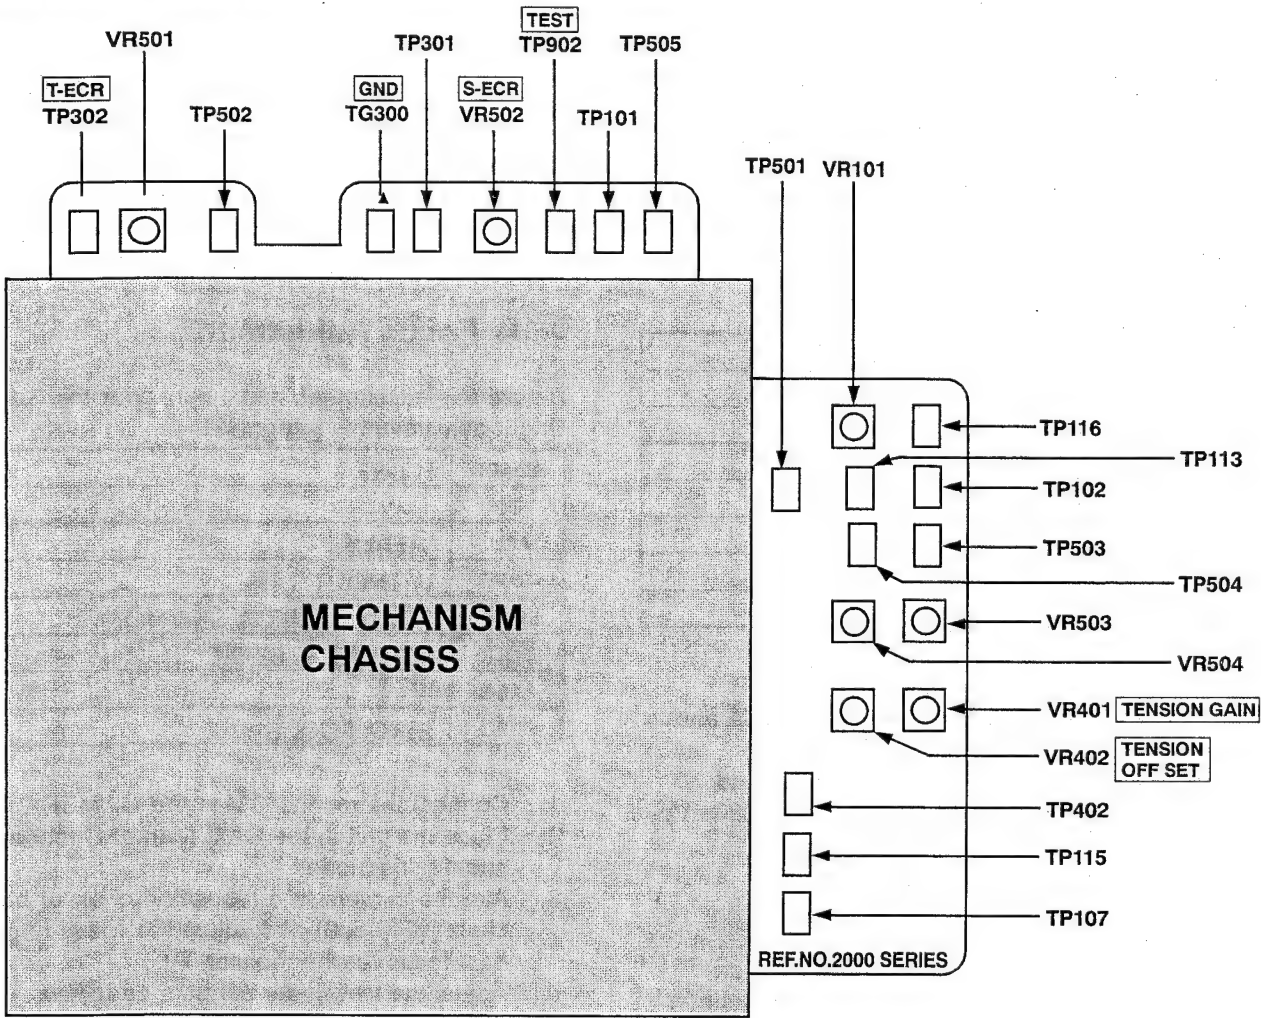 VR501
TP301
TEST
TP902
TP505
T-ECR
TP302
TP502
GND
TG300
S-ECR
VR502
TP101
TP501
VR101
TP116
TP113
TP102
TP503
TP504
VR503
VR504
VR401 TENSION GAIN
VR402 TENSION
OFF SET
TP402
TP115
TP107
MECHANISM
CHASISS
REF.NO.2000 SERIES